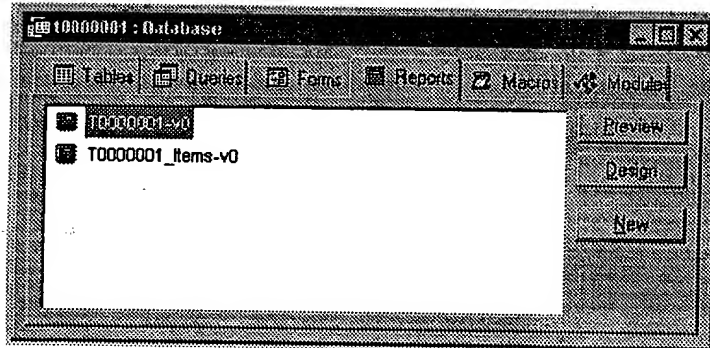 t0000001 : Database
Tables Queries Forms Reports Macros Modules
T0000001-v0 Preview
T0000001_Items-v0 Design
New